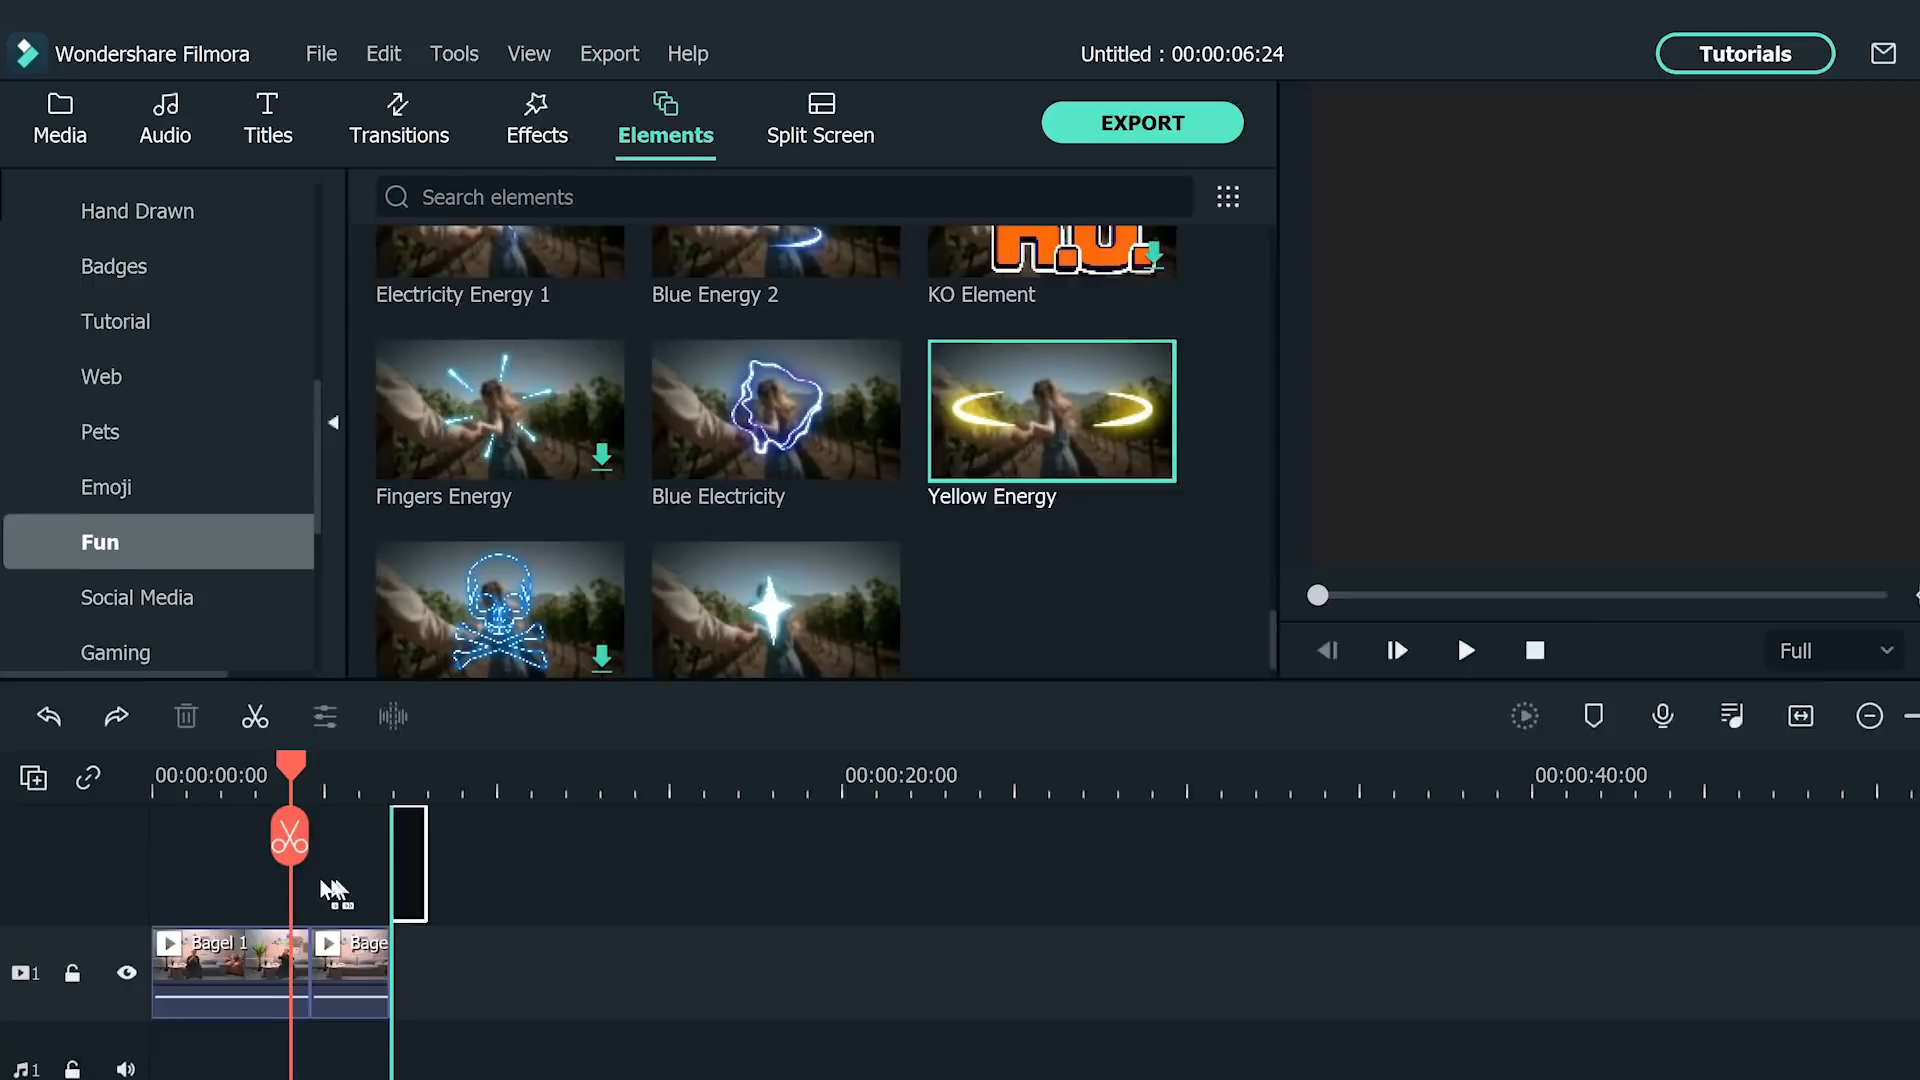 Wondershare Filmora
File
Edit
Tools
View
Export
Help
Untitled : 00:00:06:24
Tutorials
Media
Audio
Titles
Transitions
Effects
Elements
Split Screen
EXPORT
Search elements
Hand Drawn
Badges
Tutorial
Web
Pets
Emoji
Fun
Social Media
Gaming
K.O.
Electricity Energy 1
Blue Energy 2
KO Element
Fingers Energy
Blue Electricity
Yellow Energy
Full
00:00:00:00
00:00:20:00
00:00:40:00
Bagel 1
Bage
1
1